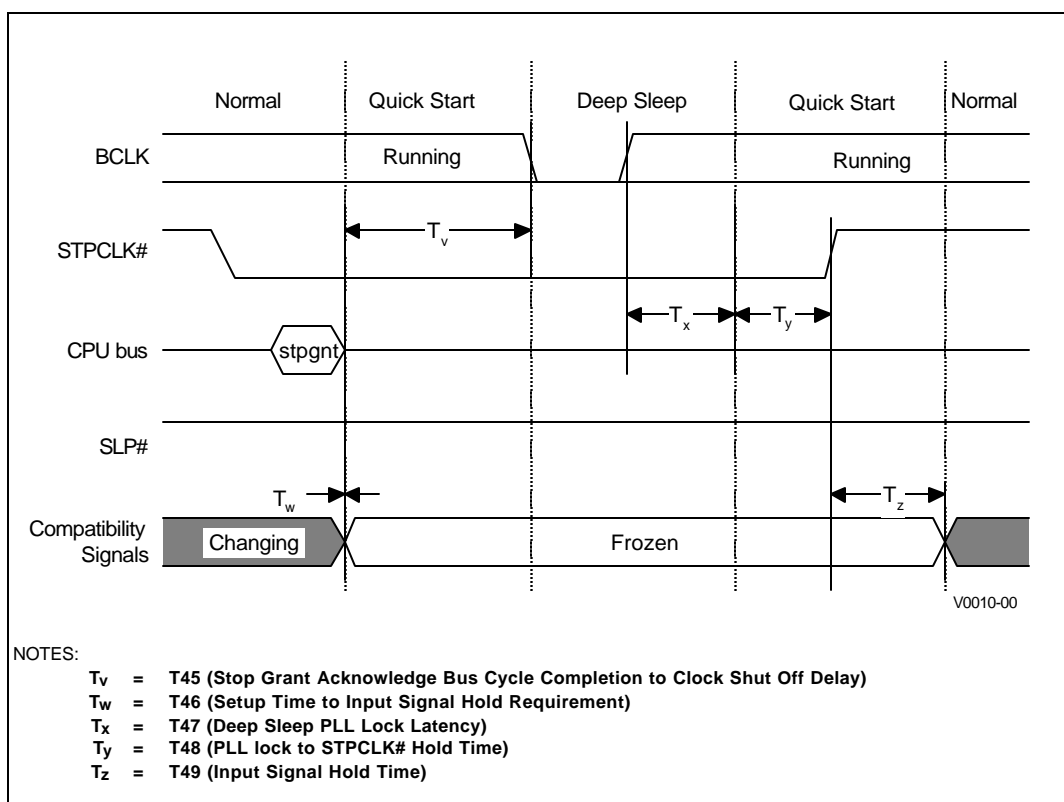 Normal Quick Start Deep Sleep Quick Start Normal
BCLK Running Running
STPCLK# Tv
CPU bus stpgnt Tx Ty
SLP#
Tw Tz
Compatibility
Signals Changing Frozen
V0010-00
NOTES:
Tv = T45 (Stop Grant Acknowledge Bus Cycle Completion to Clock Shut Off Delay)
Tw = T46 (Setup Time to Input Signal Hold Requirement)
Tx = T47 (Deep Sleep PLL Lock Latency)
Ty = T48 (PLL lock to STPCLK# Hold Time)
Tz = T49 (Input Signal Hold Time)